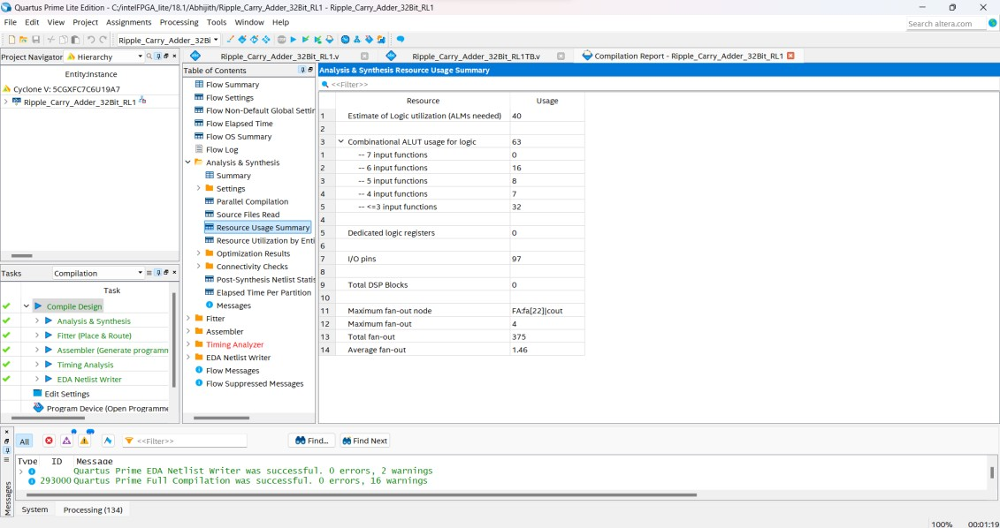 Quartus Prime Lite Edition - C:/intelFPGA_lite/18.1/Abhijith/Ripple_Carry_Adder_32Bit_RL1 - Ripple_Carry_Adder_32Bit_RL1
File Edit View Project Assignments Processing Tools Window Help
Search altera.com
Ripple_Carry_Adder_32Bi
Project Navigator Hierarchy
Entity:Instance
Cyclone V: 5CGXFC7C6U19A7
Ripple_Carry_Adder_32Bit_RL1
Ripple_Carry_Adder_32Bit_RL1.v
Ripple_Carry_Adder_32Bit_RL1TB.v
Compilation Report - Ripple_Carry_Adder_32Bit_RL1
Table of Contents
Flow Summary
Flow Settings
Flow Non-Default Global Settir
Flow Elapsed Time
Flow OS Summary
Flow Log
Analysis & Synthesis
Summary
Settings
Parallel Compilation
Source Files Read
Resource Usage Summary
Resource Utilization by Enti
Optimization Results
Connectivity Checks
Post-Synthesis Netlist Statis
Elapsed Time Per Partition
Messages
Fitter
Assembler
Timing Analyzer
EDA Netlist Writer
Flow Messages
Flow Suppressed Messages
Analysis & Synthesis Resource Usage Summary
<<Filter>>
Resource Usage
1 Estimate of Logic utilization (ALMs needed) 40
2
3 Combinational ALUT usage for logic 63
1 -- 7 input functions 0
2 -- 6 input functions 16
3 -- 5 input functions 8
4 -- 4 input functions 7
5 -- <=3 input functions 32
4
5 Dedicated logic registers 0
6
7 I/O pins 97
8
9 Total DSP Blocks 0
10
11 Maximum fan-out node FA:fa[22]|cout
12 Maximum fan-out 4
13 Total fan-out 375
14 Average fan-out 1.46
Tasks Compilation
Task
Compile Design
Analysis & Synthesis
Fitter (Place & Route)
Assembler (Generate programn
Timing Analysis
EDA Netlist Writer
Edit Settings
Program Device (Open Programme
All
<<Filter>>
Find...
Find Next
Type ID Message
Quartus Prime EDA Netlist Writer was successful. 0 errors, 2 warnings
293000 Quartus Prime Full Compilation was successful. 0 errors, 16 warnings
Messages
System Processing (134)
100% 00:01:19